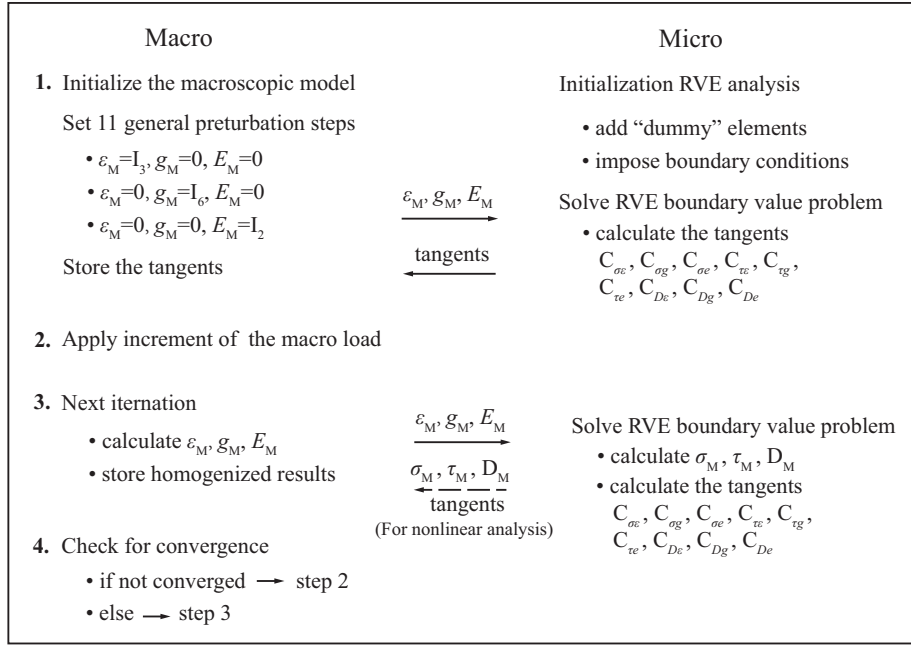 Macro
Micro
1. Initialize the macroscopic model
Initialization RVE analysis
Set 11 general preturbation steps
• add “dummy” elements
• ε_M=I_3, g_M=0, E_M=0
• impose boundary conditions
• ε_M=0, g_M=I_6, E_M=0
ε_M, g_M, E_M
Solve RVE boundary value problem
• ε_M=0, g_M=0, E_M=I_2
• calculate the tangents
Store the tangents
tangents
C_σε, C_σg, C_σe, C_τε, C_τg,
C_τe, C_Dε, C_Dg, C_De
2. Apply increment of the macro load
3. Next iternation
ε_M, g_M, E_M
Solve RVE boundary value problem
• calculate ε_M, g_M, E_M
• calculate σ_M, τ_M, D_M
• store homogenized results
σ_M, τ_M, D_M
• calculate the tangents
tangents
(For nonlinear analysis)
C_σε, C_σg, C_σe, C_τε, C_τg,
C_τe, C_Dε, C_Dg, C_De
4. Check for convergence
• if not converged → step 2
• else → step 3